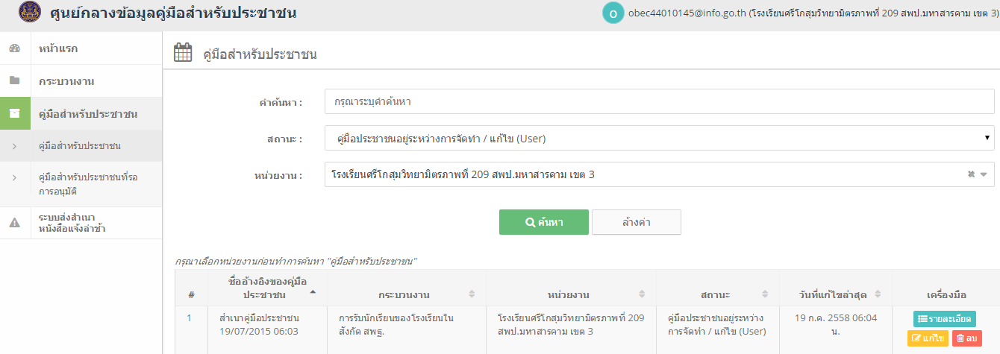 ศูนย์กลางข้อมูลคู่มือสำหรับประชาชน
O obec44010145@info.go.th (โรงเรียนศรีโกสุมวิทยามิตรภาพที่ 209 สพป.มหาสารคาม เขต 3)
หน้าแรก
กระบวนงาน
คู่มือสำหรับประชาชน
คู่มือสำหรับประชาชน
คู่มือสำหรับประชาชนที่รอ
การอนุมัติ
ระบบส่งสำเนา
หนังสือแจ้งล่าช้า
คู่มือสำหรับประชาชน
คำค้นหา : กรุณาระบุคำค้นหา
สถานะ : คู่มือประชาชนอยู่ระหว่างการจัดทำ / แก้ไข (User)
หน่วยงาน : โรงเรียนศรีโกสุมวิทยามิตรภาพที่ 209 สพป.มหาสารคาม เขต 3
ค้นหา ล้างค่า
กรุณาเลือกหน่วยงานก่อนทำการค้นหา "คู่มือสำหรับประชาชน"
# ชื่ออ้างอิงของคู่มือ
ประชาชน กระบวนงาน หน่วยงาน สถานะ วันที่แก้ไขล่าสุด เครื่องมือ
1 สำเนาคู่มือประชาชน การรับนักเรียนของโรงเรียนใน โรงเรียนศรีโกสุมวิทยามิตรภาพที่ 209 คู่มือประชาชนอยู่ระหว่าง 19 ก.ค. 2558 06:04 รายละเอียด
19/07/2015 06:03 สังกัด สพฐ. สพป.มหาสารคาม เขต 3 การจัดทำ / แก้ไข (User) น. แก้ไข ลบ